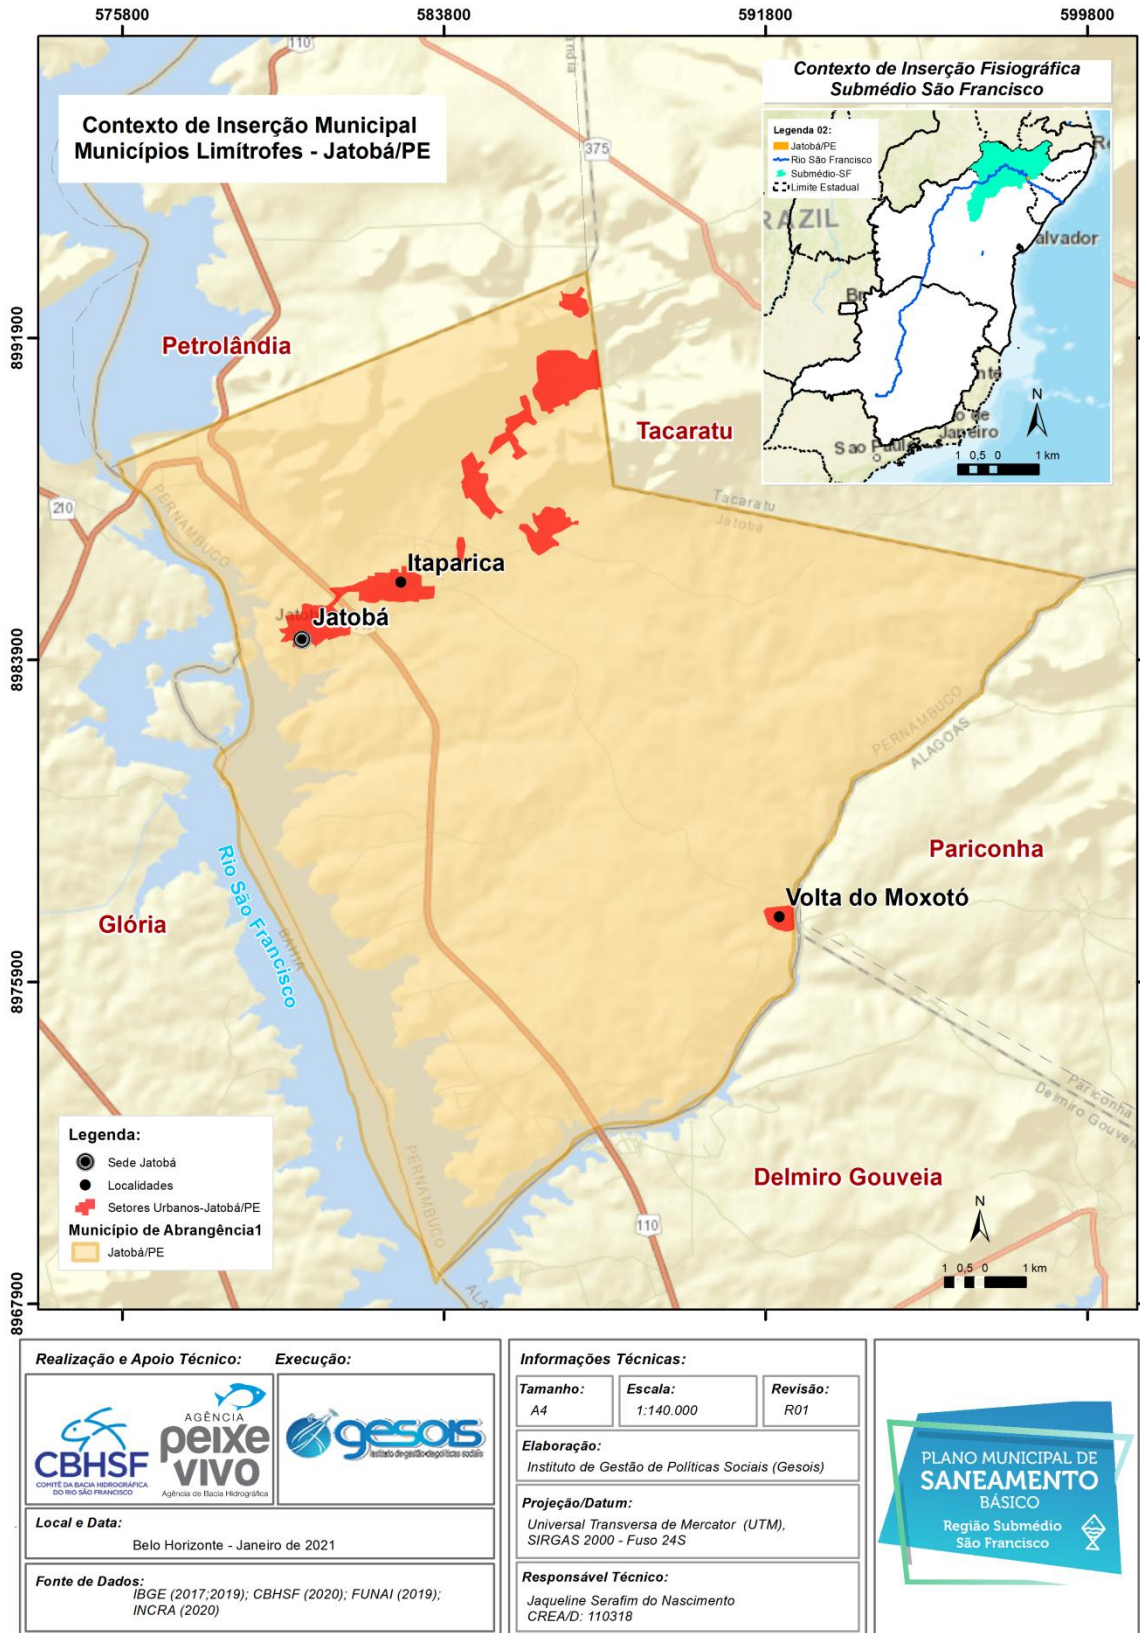 575800
583800
591800
599800
8991900
8983900
8975900
8967900
Contexto de Inserção Municipal
Municípios Limítrofes - Jatobá/PE
Contexto de Inserção Fisiográfica
Submédio São Francisco
Legenda 02:
Jatobá/PE
Rio São Francisco
Submédio-SF
Limite Estadual
RAZIL
alvador
Br
nte
o de
Janeiro
Sao Paul
N
1 0,5 0 1 km
110
375
210
Petrolândia
Tacaratu
Tacaratu
Jatobá
PERNAMBUCO
Itaparica
Jatobá
PERNAMBUCO
ALAGOAS
Pariconha
Volta do Moxotó
Glória
Rio São Francisco
BAHIA
PERNAMBUCO
Pariconha
Delmiro Gouvei
Delmiro Gouveia
110
N
1 0,5 0 1 km
Legenda:
Sede Jatobá
Localidades
Setores Urbanos-Jatobá/PE
Município de Abrangência1
Jatobá/PE
Realização e Apoio Técnico:
Execução:
CBHSF
COMITÊ DA BACIA HIDROGRÁFICA
DO RIO SÃO FRANCISCO
AGÊNCIA
peixe
vivo
Agência de Bacia Hidrográfica
gesois
instituto de gestão de políticas sociais
Local e Data:
Belo Horizonte - Janeiro de 2021
Fonte de Dados:
IBGE (2017;2019); CBHSF (2020); FUNAI (2019);
INCRA (2020)
Informações Técnicas:
Tamanho:
A4
Escala:
1:140.000
Revisão:
R01
Elaboração:
Instituto de Gestão de Políticas Sociais (Gesois)
Projeção/Datum:
Universal Transversa de Mercator (UTM),
SIRGAS 2000 - Fuso 24S
Responsável Técnico:
Jaqueline Serafim do Nascimento
CREA/D: 110318
PLANO MUNICIPAL DE
SANEAMENTO
BÁSICO
Região Submédio
São Francisco